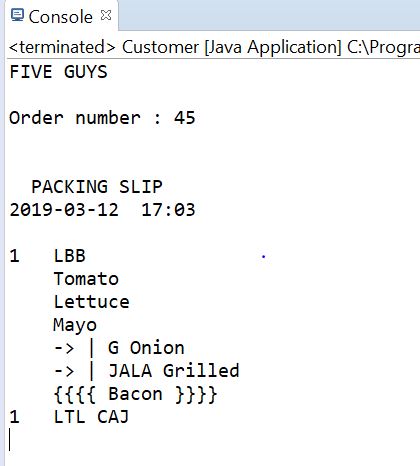 Console
<terminated> Customer [Java Application] C:\Progra
FIVE GUYS
Order number : 45
PACKING SLIP
2019-03-12  17:03
1   LBB
Tomato
Lettuce
Mayo
-> | G Onion
-> | JALA Grilled
{{{{ Bacon }}}}
1   LTL CAJ